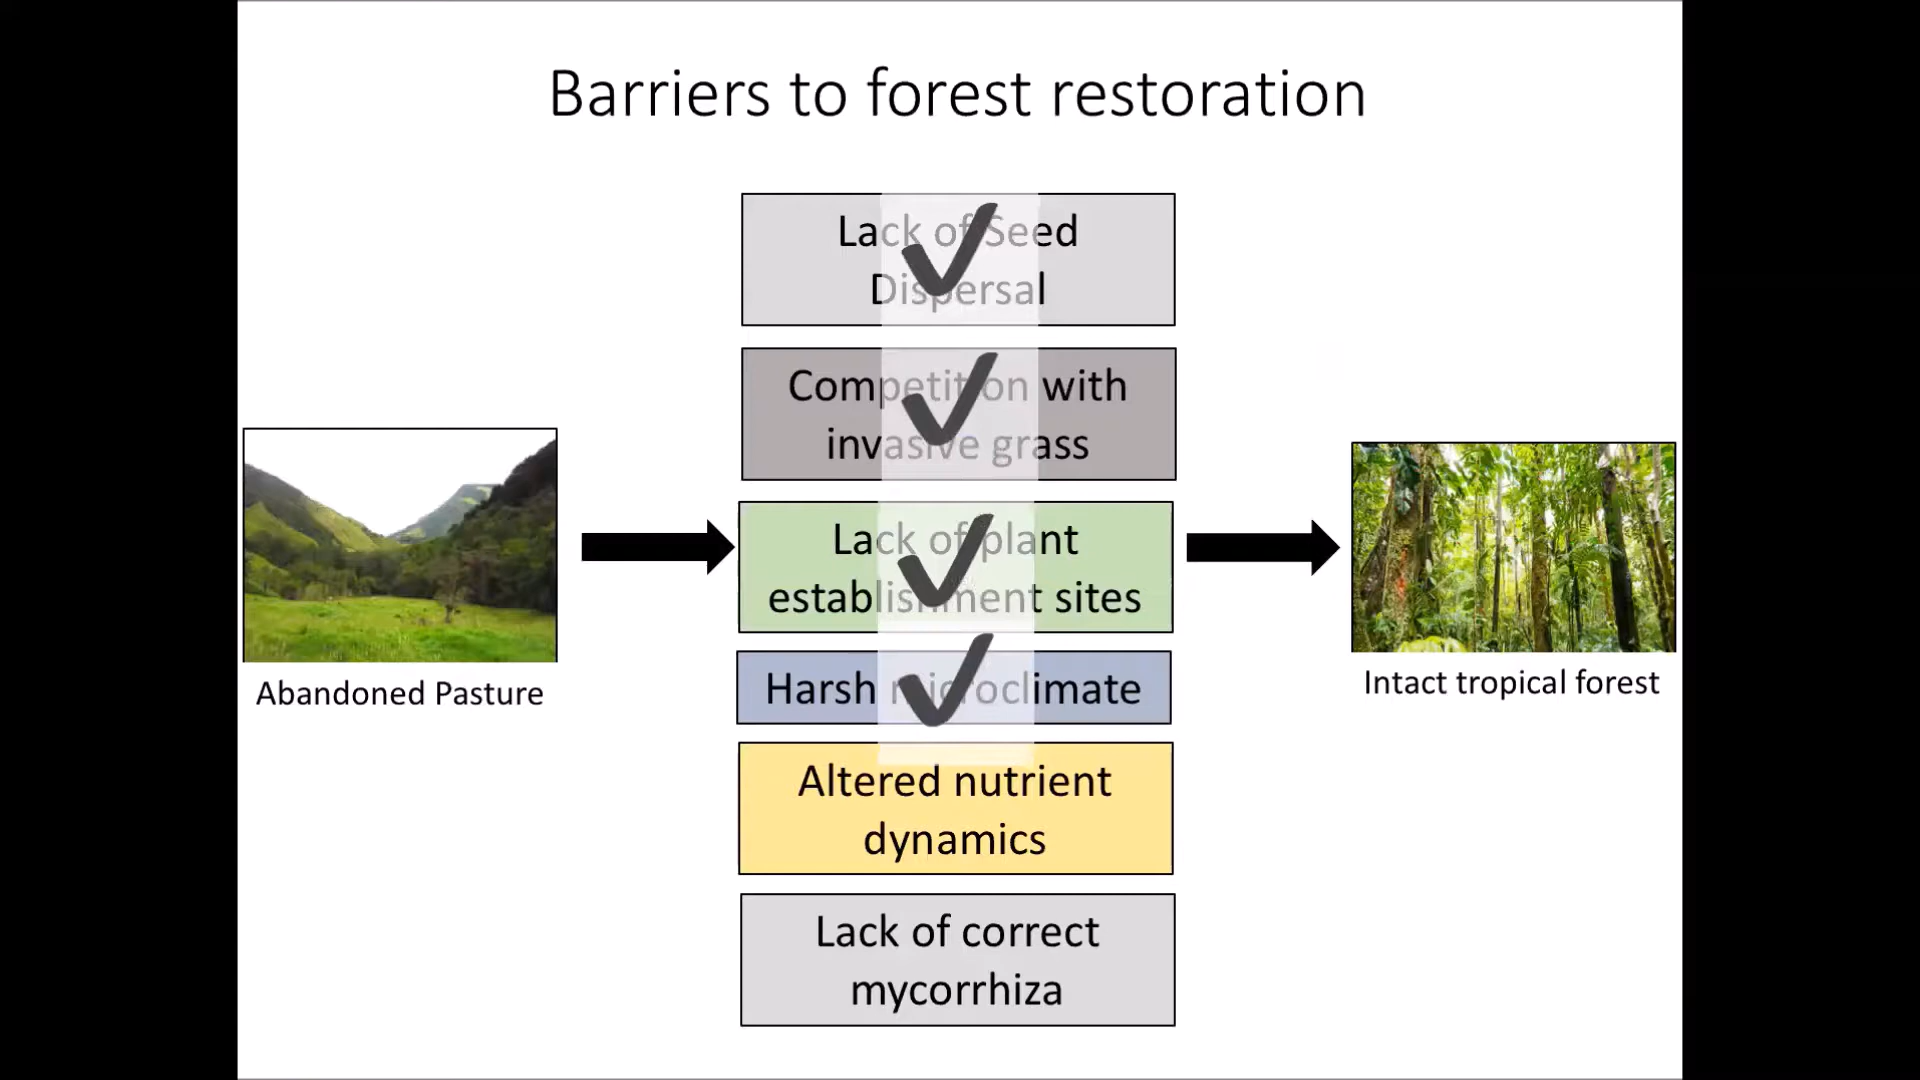 Barriers to forest restoration
Lack of Seed
Dispersal
Competition with
invasive grass
Lack of plant
establishment sites
Harsh microclimate
Altered nutrient
dynamics
Lack of correct
mycorrhiza
Abandoned Pasture
Intact tropical forest